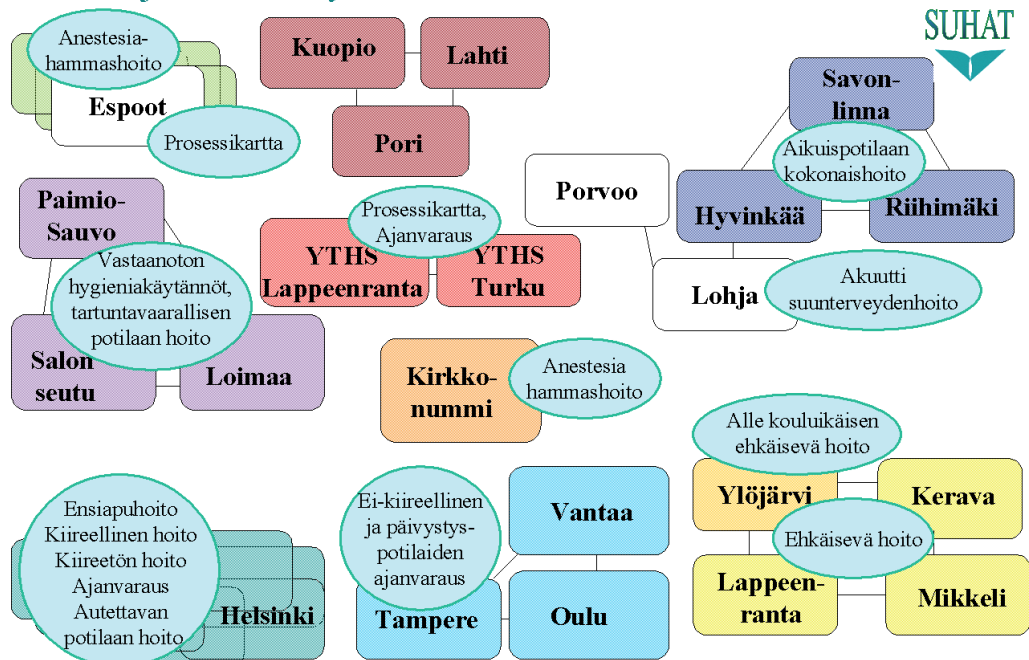 SUHAT
Anestesia-
hammashoito
Espoot
Prosessikartta
Kuopio
Lahti
Pori
Savon-
linna
Aikuispotilaan
kokonaishoito
Hyvinkää
Riihimäki
Porvoo
Lohja
Akuutti
suunterveydenhoito
Paimio-
Sauvo
Vastaanoton
hygieniakäytännöt,
tartuntavaarallisen
potilaan hoito
Salon
seutu
Loimaa
Prosessikartta,
Ajanvaraus
YTHS
Lappeenranta
YTHS
Turku
Kirkko-
nummi
Anestesia
hammashoito
Alle kouluikäisen
ehkäisevä hoito
Ylöjärvi
Kerava
Ehkäisevä hoito
Lappeen-
ranta
Mikkeli
Ensiapuhoito
Kiireellinen hoito
Kiireetön hoito
Ajanvaraus
Autettavan
potilaan hoito
Helsinki
Ei-kiireellinen
ja päivystys-
potilaiden
ajanvaraus
Vantaa
Tampere
Oulu